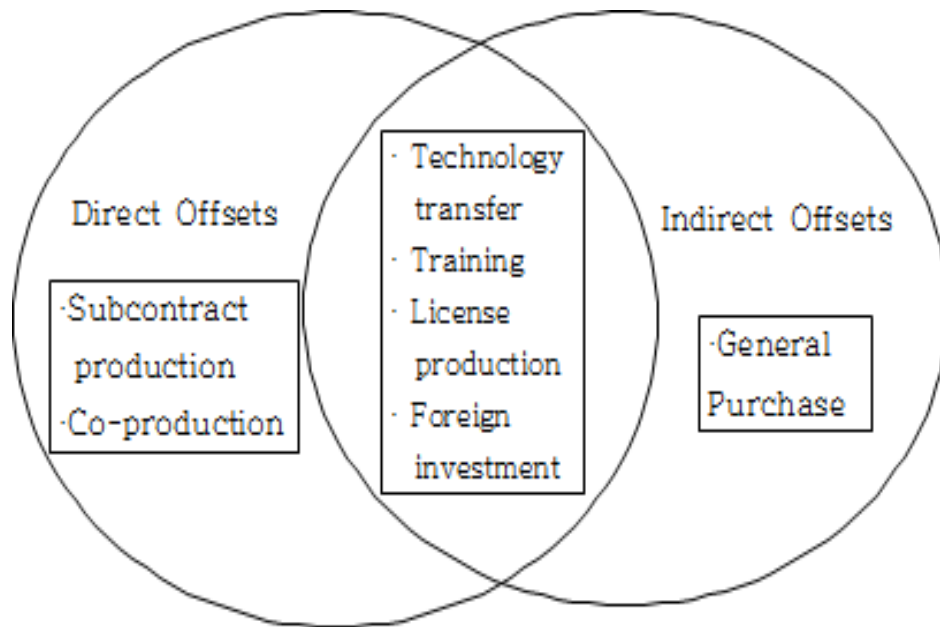 Direct Offsets
·Subcontract
production
·Co-production
· Technology
transfer
· Training
· License
production
· Foreign
investment
Indirect Offsets
·General
Purchase